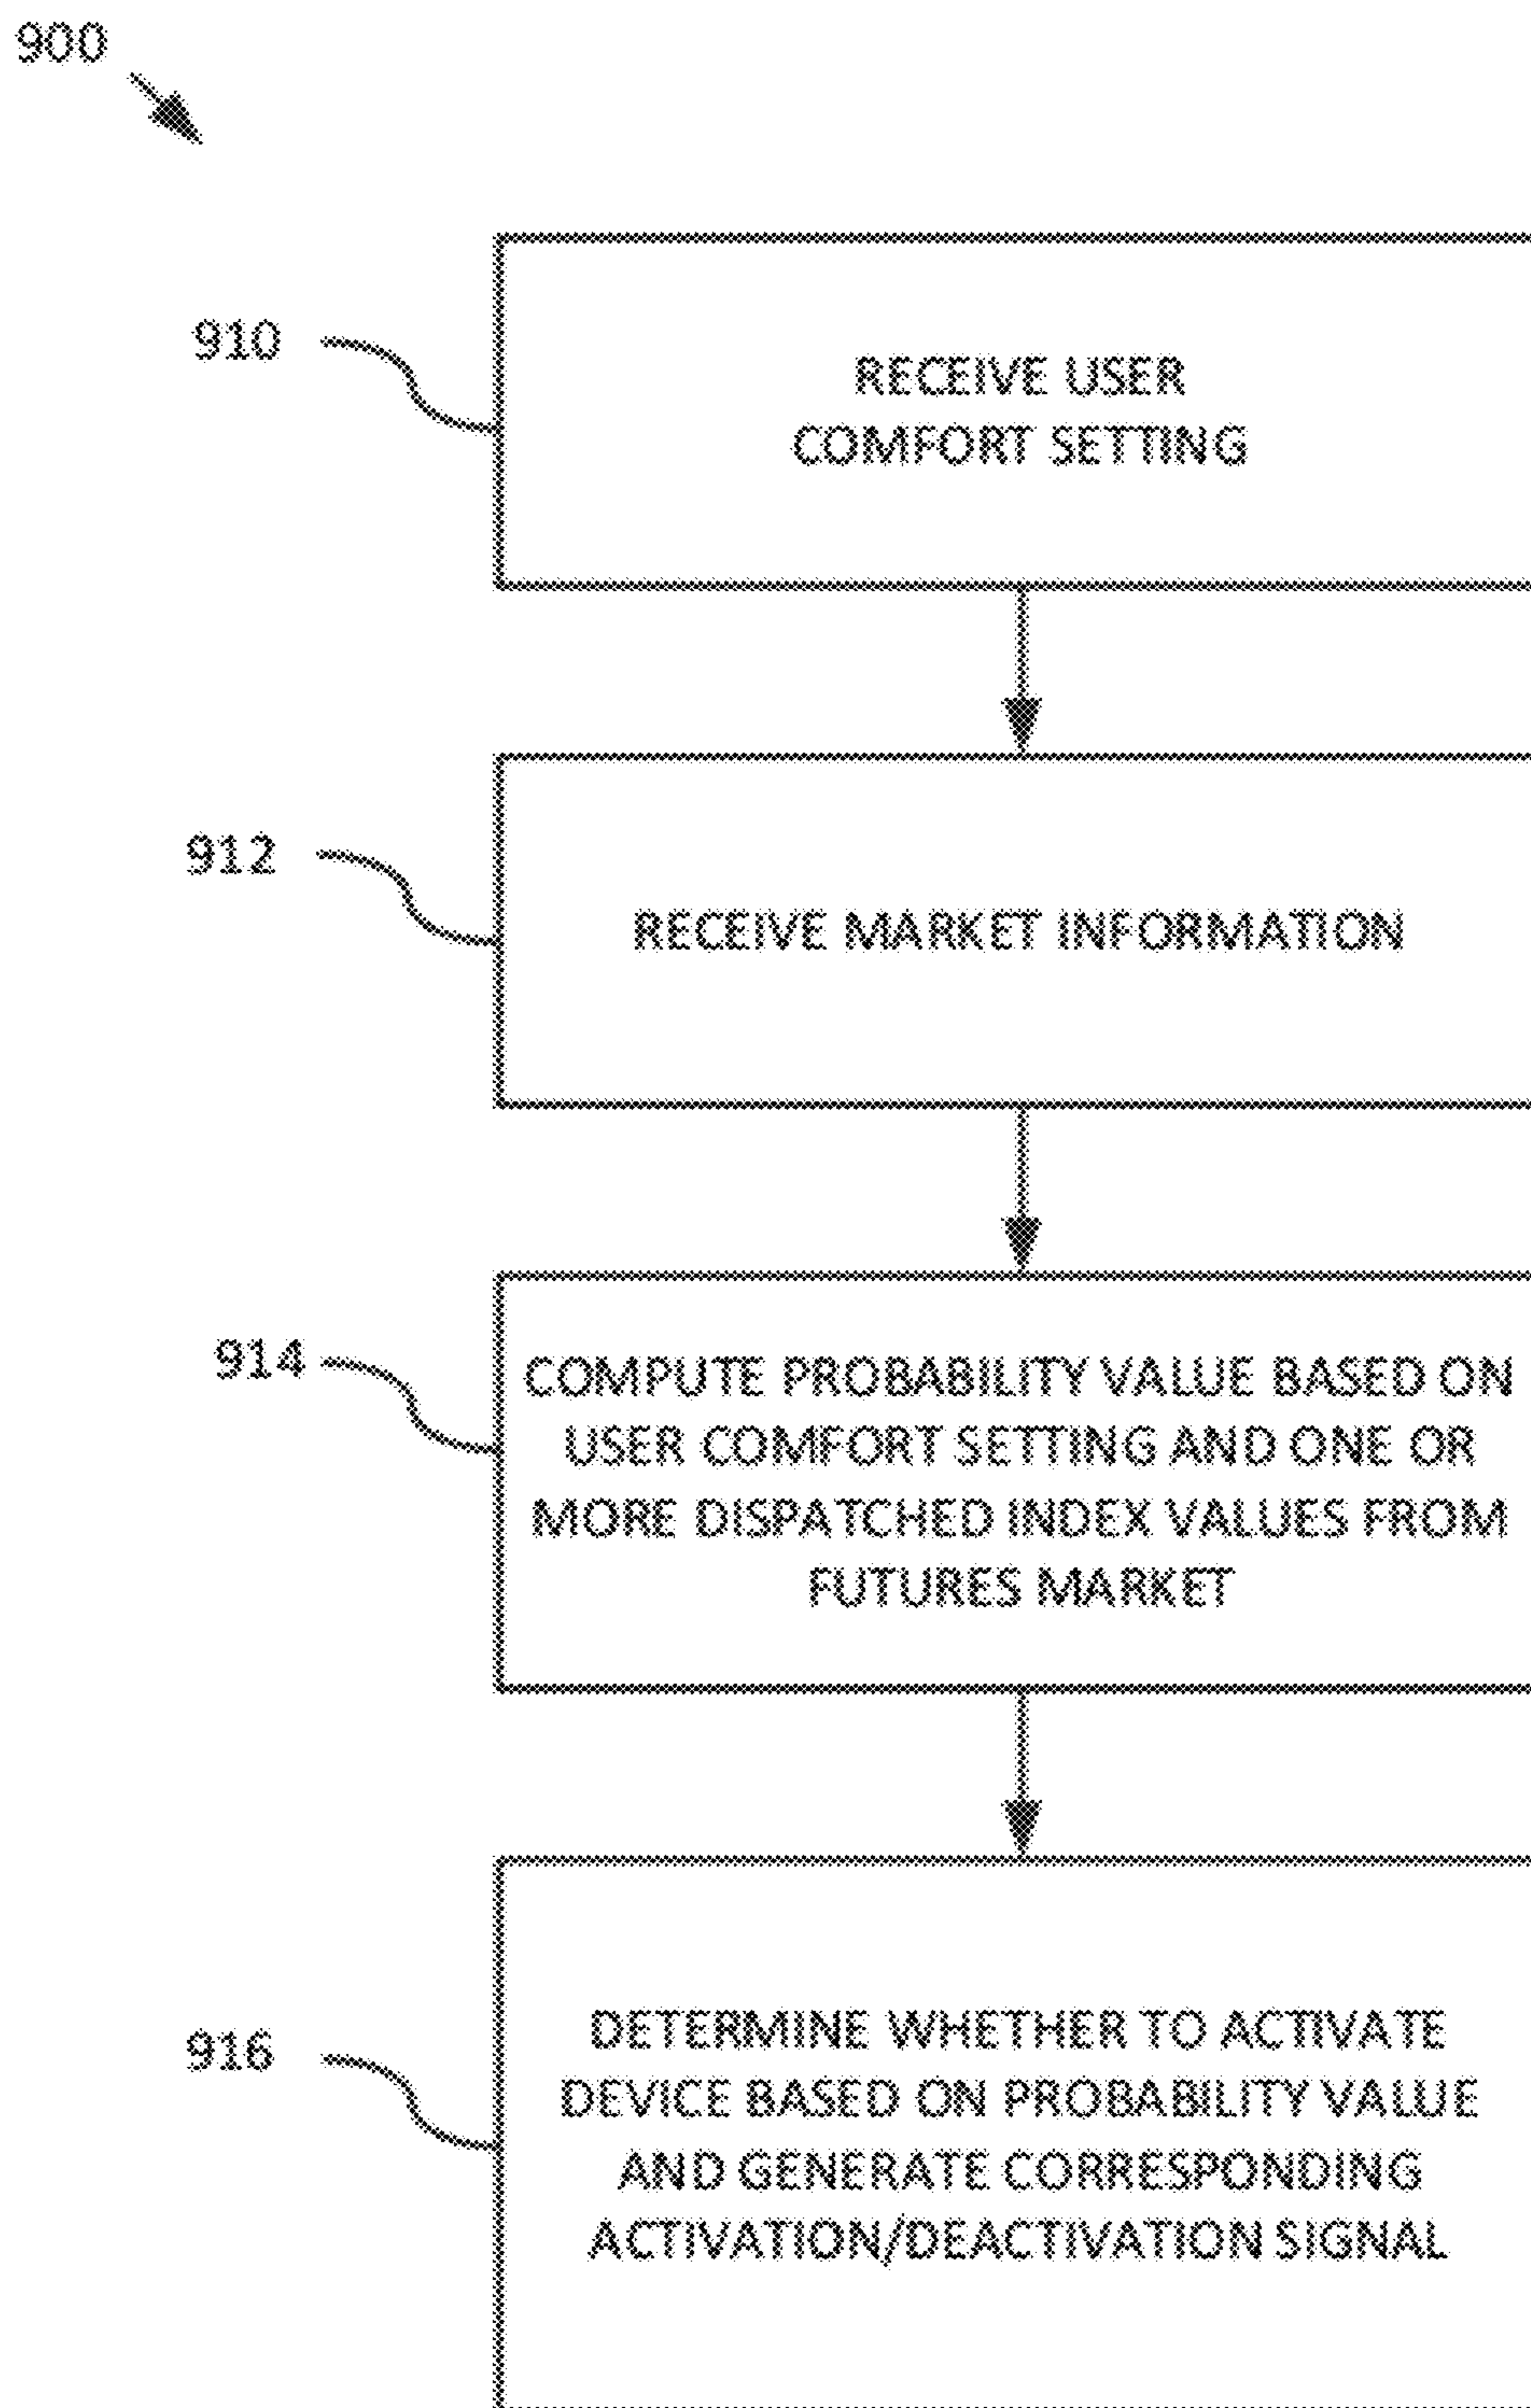 900
910
RECEIVE USER
COMFORT SETTING
912
RECEIVE MARKET INFORMATION
914
COMPUTE PROBABILITY VALUE BASED ON
USER COMFORT SETTING AND ONE OR
MORE DISPATCHED INDEX VALUES FROM
FUTURES MARKET
916
DETERMINE WHETHER TO ACTIVATE
DEVICE BASED ON PROBABILITY VALUE
AND GENERATE CORRESPONDING
ACTIVATION/DEACTIVATION SIGNAL